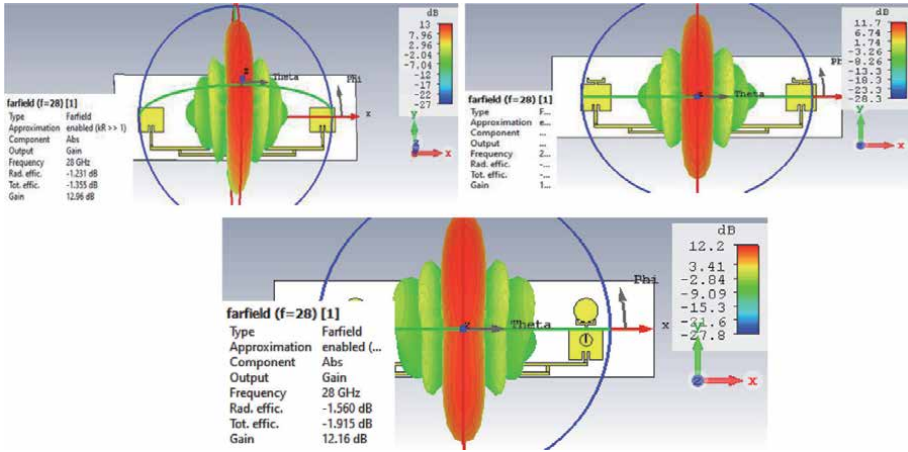 dB
13
7.96
2.96
-2.04
-7.04
-12
-17
-22
-27
z
Theta
Phi
x
y
x
farfield (f=28) [1]
Type Farfield
Approximation enabled (kR >> 1)
Component Abs
Output Gain
Frequency 28 GHz
Rad. effic. -1.231 dB
Tot. effic. -1.355 dB
Gain 12.96 dB
dB
11.7
6.74
1.74
-3.26
-8.26
-13.3
-18.3
-23.3
-28.3
Theta
Ph
x
y
x
farfield (f=28) [1]
Type F...
Approximation e...
Component ...
Output ...
Frequency 2...
Rad. effic. -...
Tot. effic. -...
Gain 1...
dB
12.2
3.41
-2.84
-9.09
-15.3
-21.6
-27.8
Phi
z
Theta
x
y
x
farfield (f=28) [1]
Type Farfield
Approximation enabled (...
Component Abs
Output Gain
Frequency 28 GHz
Rad. effic. -1.560 dB
Tot. effic. -1.915 dB
Gain 12.16 dB